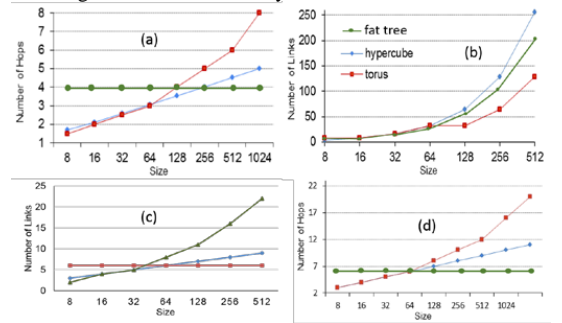 8
7
6
5
4
3
2
1
Number of Hops
(a)
8 16 32 64 128 256 512 1024
Size
250
200
150
100
50
0
Number of Links
fat tree
hypercube
torus
(b)
8 16 32 64 128 256 512
Size
25
20
15
10
5
0
Number of Links
(c)
8 16 32 64 128 256 512
Size
22
17
12
7
2
Number of Hops
(d)
8 16 32 64 128 256 512 1024
Size